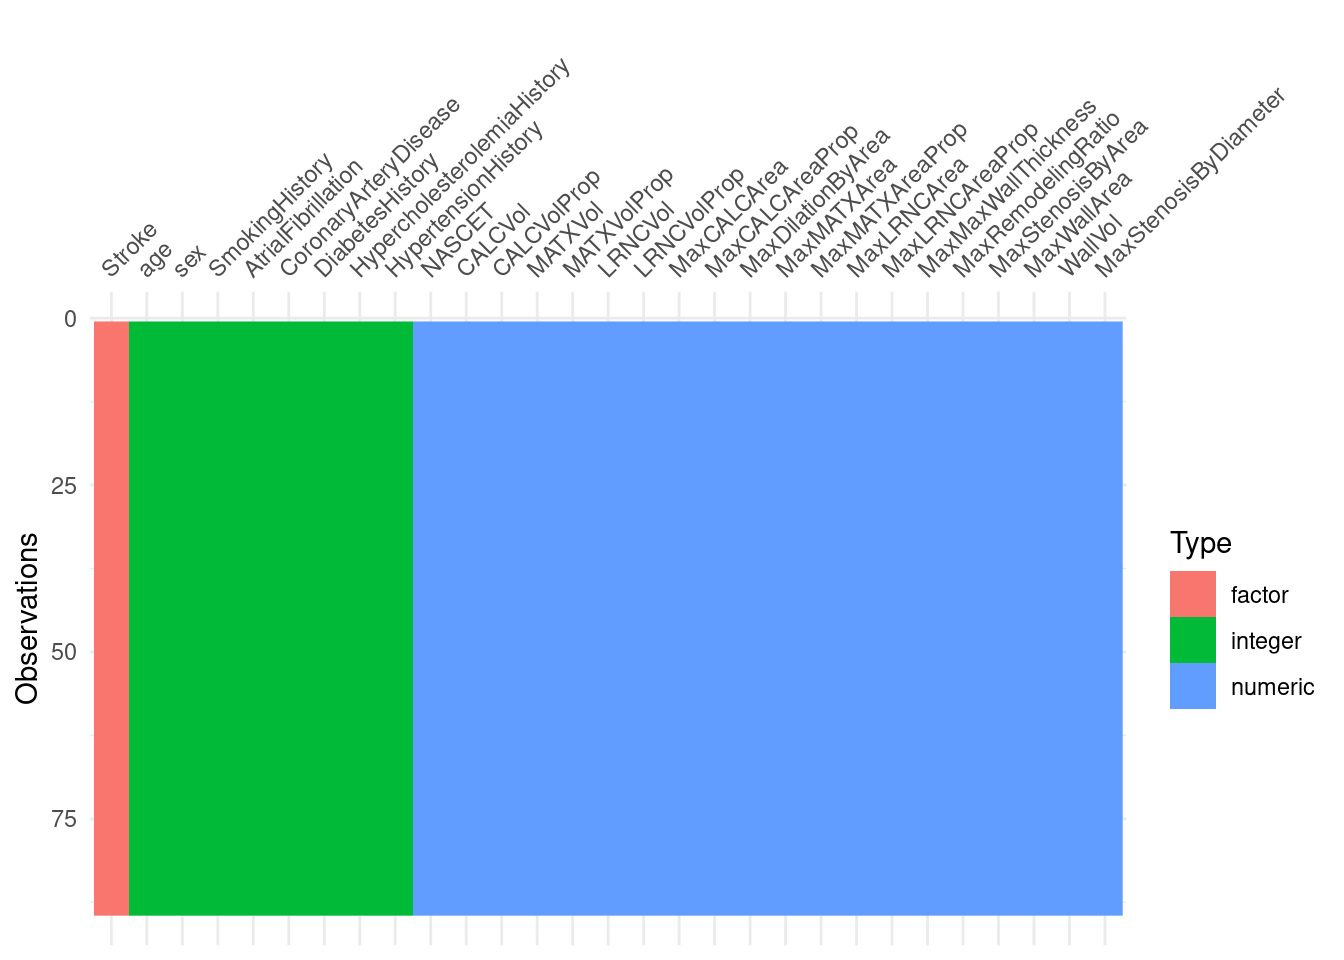 Stroke
age
sex
SmokingHistory
AtrialFibrillation
CoronaryArteryDisease
DiabetesHistory
HypercholesterolemiaHistory
HypertensionHistory
NASCET
CALCVol
CALCVolProp
MATXVol
MATXVolProp
LRNCVol
LRNCVolProp
MaxCALCArea
MaxCALCAreaProp
MaxDilationByArea
MaxMATXArea
MaxMATXAreaProp
MaxLRNCArea
MaxLRNCAreaProp
MaxMaxWallThickness
MaxRemodelingRatio
MaxStenosisByArea
MaxWallArea
WallVol
MaxStenosisByDiameter
0
25
50
75
Observations
Type
factor
integer
numeric